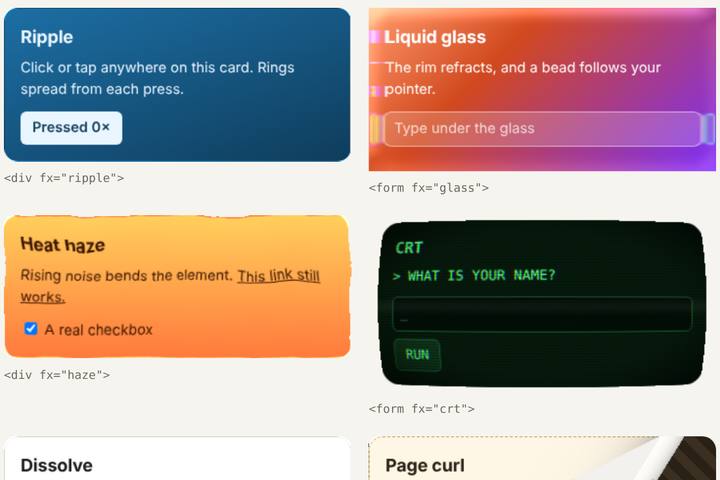 Ripple
Click or tap anywhere on this card. Rings
spread from each press.
Pressed 0×
<div fx="ripple">
Liquid glass
The rim refracts, and a bead follows your
pointer.
Type under the glass
<form fx="glass">
Heat haze
Rising noise bends the element. This link still
works.
A real checkbox
<div fx="haze">
CRT
> WHAT IS YOUR NAME?
_
RUN
<form fx="crt">
Dissolve
Page curl